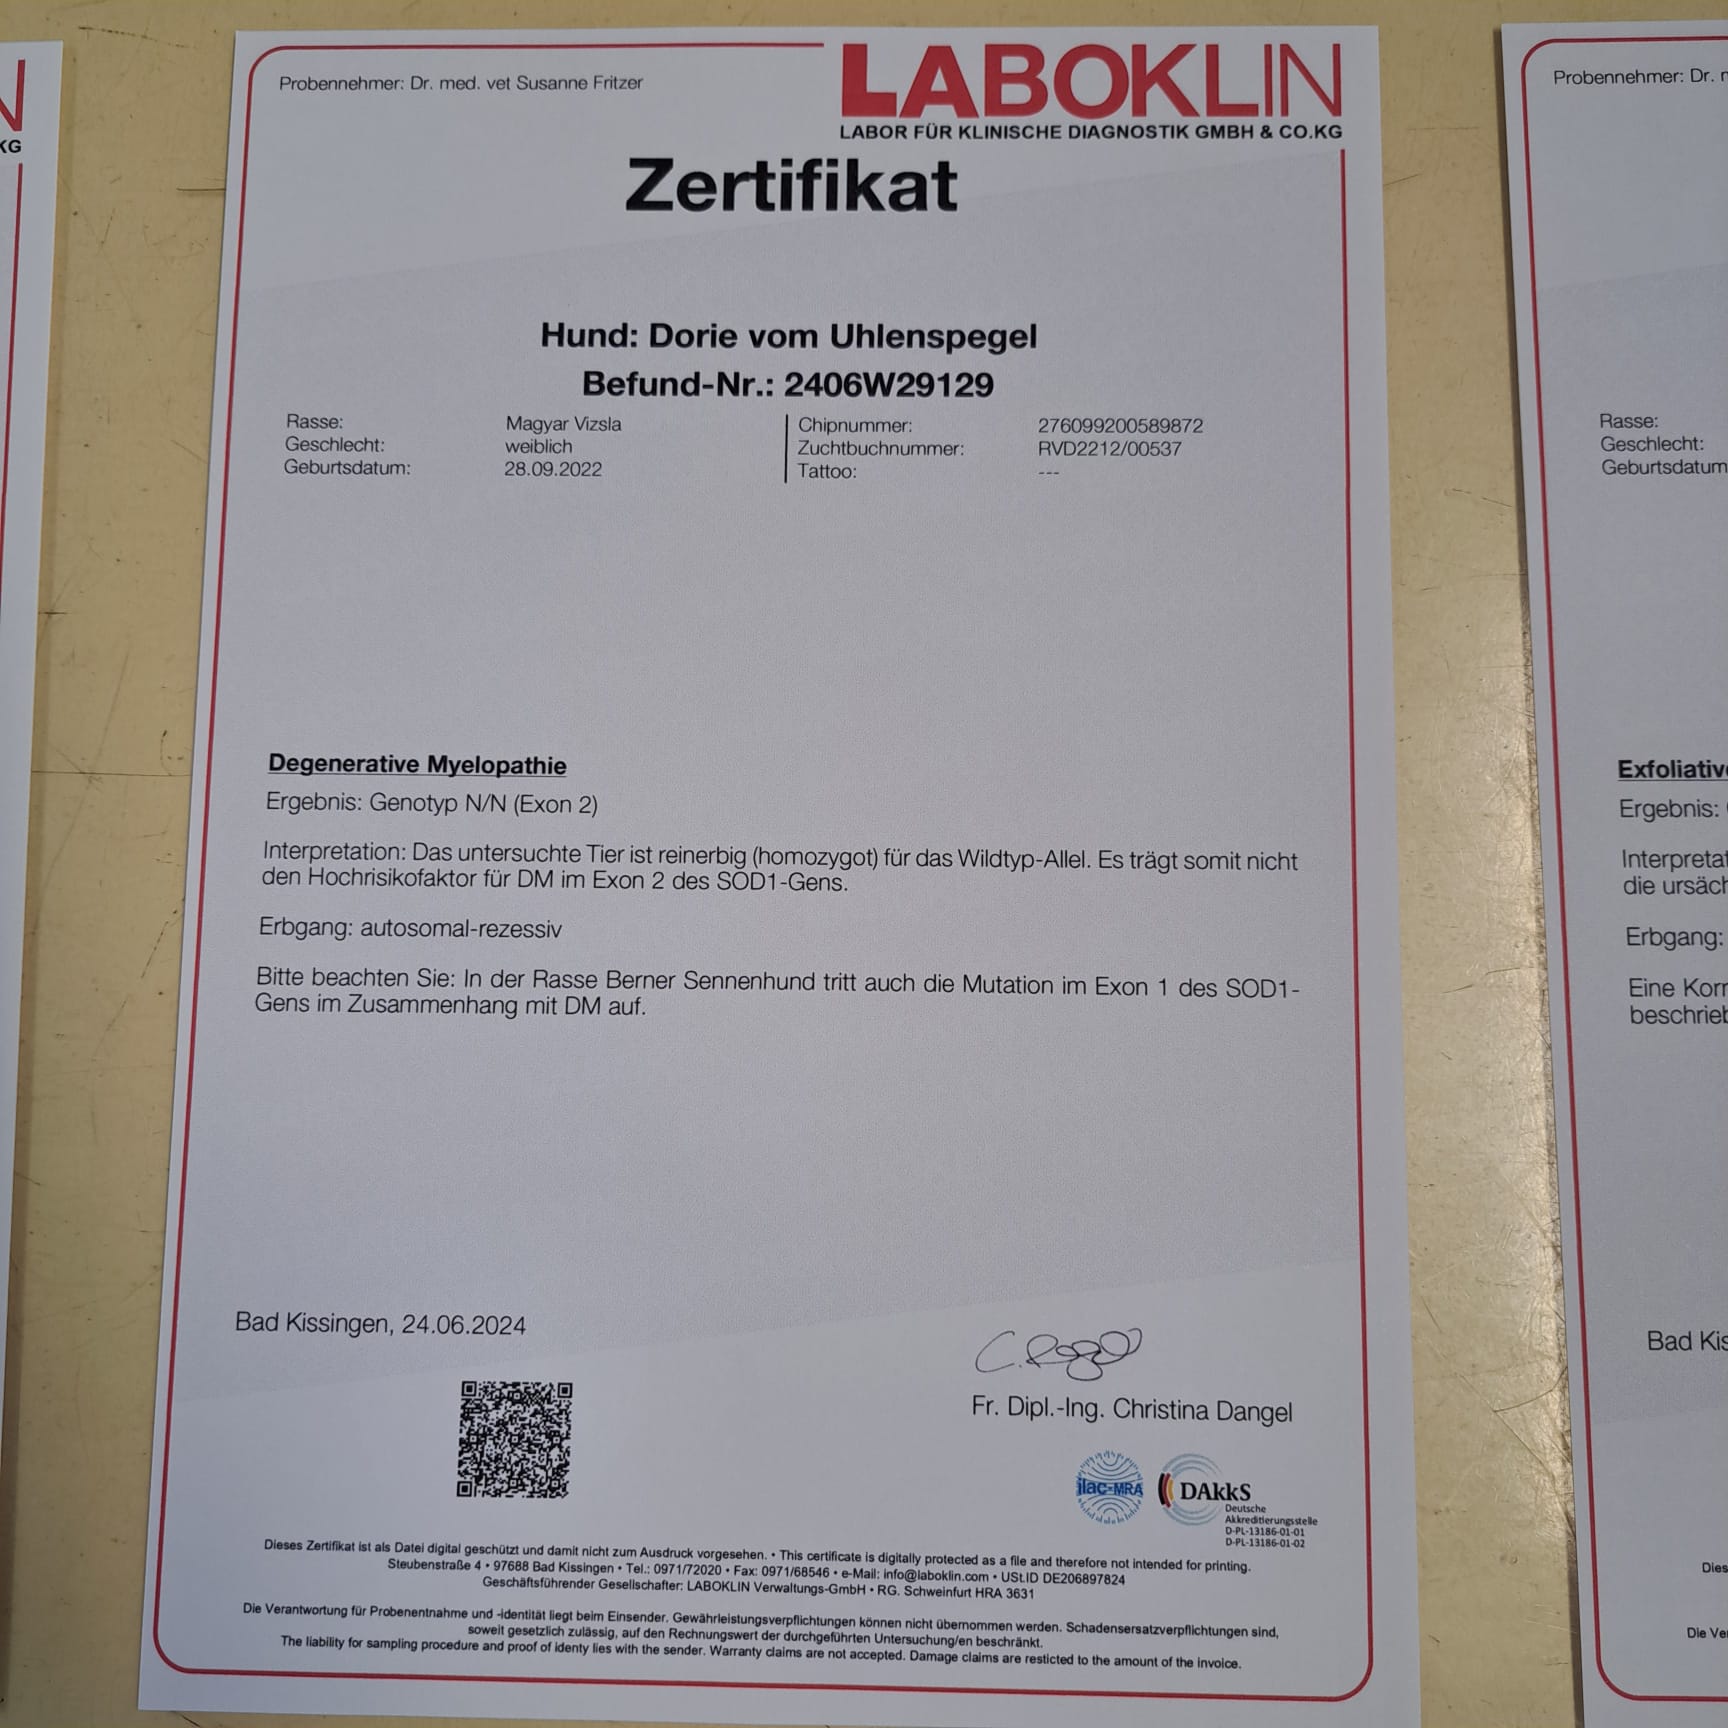 N
KG
Probennehmer: Dr. med. vet Susanne Fritzer
LABOKLIN
LABOR FÜR KLINISCHE DIAGNOSTIK GMBH & CO.KG
Zertifikat
Hund: Dorie vom Uhlenspegel
Befund-Nr.: 2406W29129
Rasse: Magyar Vizsla
Geschlecht: weiblich
Geburtsdatum: 28.09.2022
Chipnummer: 276099200589872
Zuchtbuchnummer: RVD2212/00537
Tattoo: ---
Degenerative Myelopathie
Ergebnis: Genotyp N/N (Exon 2)
Interpretation: Das untersuchte Tier ist reinerbig (homozygot) für das Wildtyp-Allel. Es trägt somit nicht
den Hochrisikofaktor für DM im Exon 2 des SOD1-Gens.
Erbgang: autosomal-rezessiv
Bitte beachten Sie: In der Rasse Berner Sennenhund tritt auch die Mutation im Exon 1 des SOD1-
Gens im Zusammenhang mit DM auf.
Bad Kissingen, 24.06.2024
Fr. Dipl.-Ing. Christina Dangel
ilac-MRA
DAkkS
Deutsche
Akkreditierungsstelle
D-PL-13186-01-01
D-PL-13186-01-02
Dieses Zertifikat ist als Datei digital geschützt und damit nicht zum Ausdruck vorgesehen. • This certificate is digitally protected as a file and therefore not intended for printing.
Steubenstraße 4 • 97688 Bad Kissingen • Tel.: 0971/72020 • Fax: 0971/68546 • e-Mail: info@laboklin.com • USt.ID DE206897824
Geschäftsführender Gesellschafter: LABOKLIN Verwaltungs-GmbH • RG. Schweinfurt HRA 3631
Die Verantwortung für Probenentnahme und -identität liegt beim Einsender. Gewährleistungsverpflichtungen können nicht übernommen werden. Schadensersatzverpflichtungen sind,
soweit gesetzlich zulässig, auf den Rechnungswert der durchgeführten Untersuchung/en beschränkt.
The liability for sampling procedure and proof of identy lies with the sender. Warranty claims are not accepted. Damage claims are resticted to the amount of the invoice.
Probennehmer: Dr.
Rasse:
Geschlecht:
Geburtsdatum
Exfoliativ
Ergebnis:
Interpretat
die ursäch
Erbgang:
Eine Korr
beschrieb
Bad Kis
Dies
Die Ve